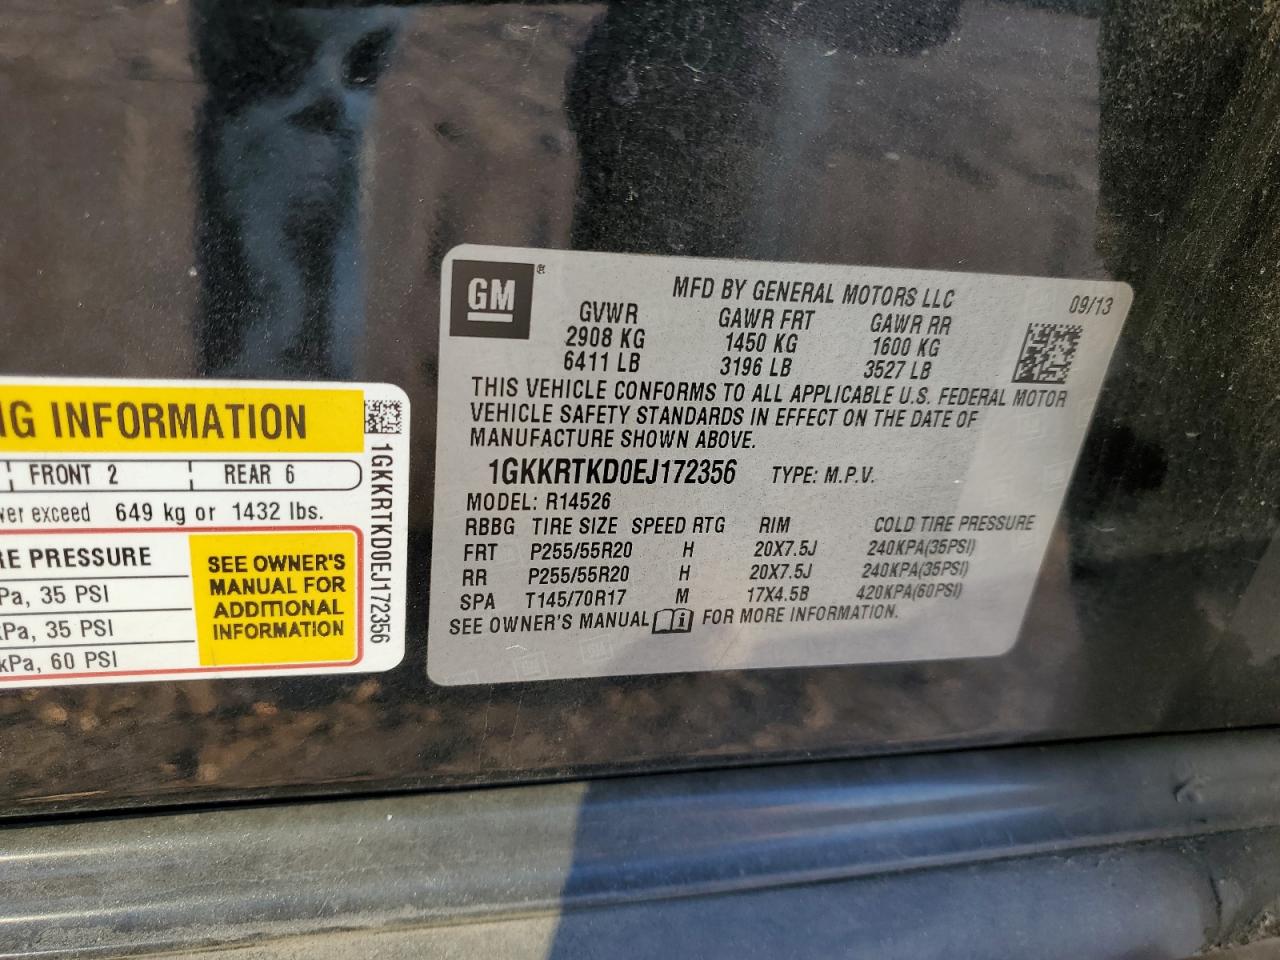 NG INFORMATION
FRONT 2 REAR 6
exceed 649 kg or 1432 lbs.
RE PRESSURE
Pa, 35 PSI
kPa, 35 PSI
kPa, 60 PSI
SEE OWNER'S
MANUAL FOR
ADDITIONAL
INFORMATION
1GKKRTKD0EJ172356
GM®
MFD BY GENERAL MOTORS LLC
09/13
GVWR GAWR FRT GAWR RR
2908 KG 1450 KG 1600 KG
6411 LB 3196 LB 3527 LB
THIS VEHICLE CONFORMS TO ALL APPLICABLE U.S. FEDERAL MOTOR
VEHICLE SAFETY STANDARDS IN EFFECT ON THE DATE OF
MANUFACTURE SHOWN ABOVE.
1GKKRTKD0EJ172356 TYPE: M.P.V.
MODEL: R14526
RBBG TIRE SIZE SPEED RTG RIM COLD TIRE PRESSURE
FRT P255/55R20 H 20X7.5J 240KPA(35PSI)
RR P255/55R20 H 20X7.5J 240KPA(35PSI)
SPA T145/70R17 M 17X4.5B 420KPA(60PSI)
SEE OWNER'S MANUAL FOR MORE INFORMATION.